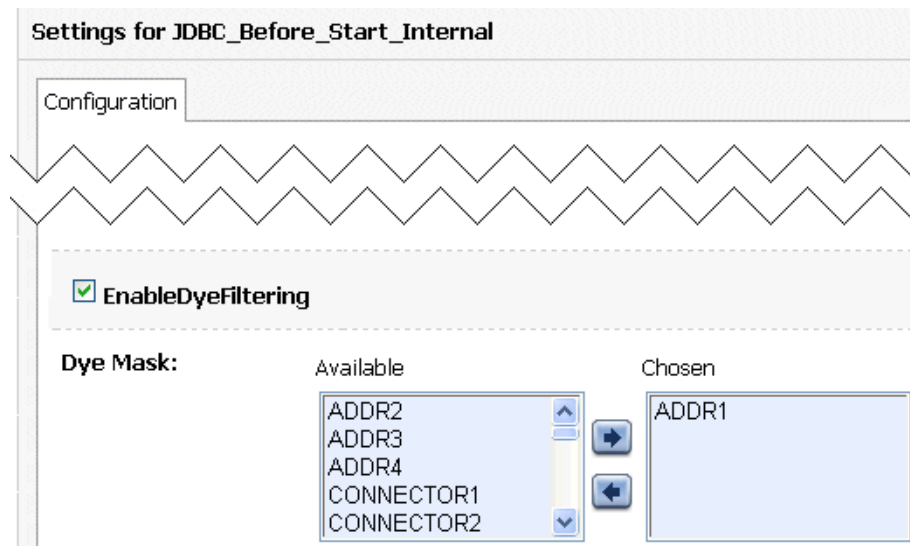 Settings for JDBC_Before_Start_Internal
Configuration
EnableDyeFiltering
Dye Mask:
Available
Chosen
ADDR2
ADDR3
ADDR4
CONNECTOR1
CONNECTOR2
ADDR1